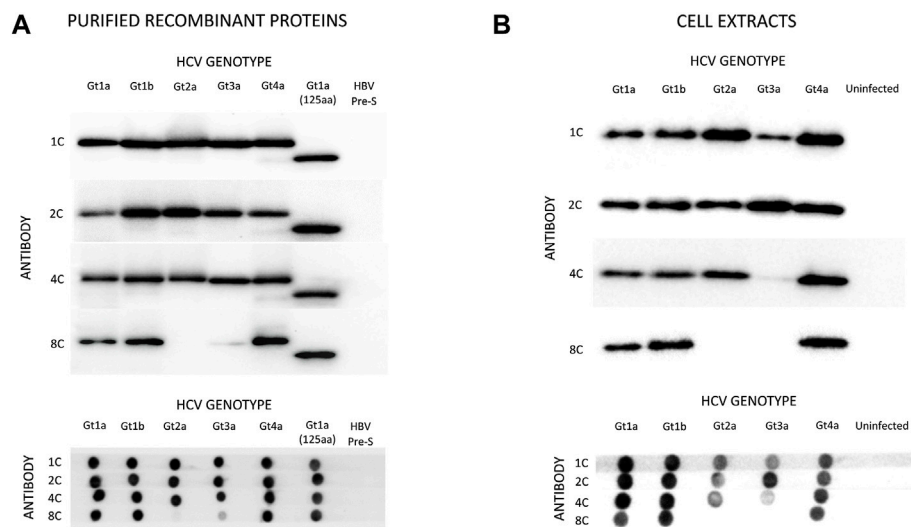 A PURIFIED RECOMBINANT PROTEINS
HCV GENOTYPE
Gt1a Gt1b Gt2a Gt3a Gt4a Gt1a (125aa) HBV Pre-S
ANTIBODY
1C
2C
4C
8C
HCV GENOTYPE
Gt1a Gt1b Gt2a Gt3a Gt4a Gt1a (125aa) HBV Pre-S
ANTIBODY
1C
2C
4C
8C
B CELL EXTRACTS
HCV GENOTYPE
Gt1a Gt1b Gt2a Gt3a Gt4a Uninfected
ANTIBODY
1C
2C
4C
8C
HCV GENOTYPE
Gt1a Gt1b Gt2a Gt3a Gt4a Uninfected
ANTIBODY
1C
2C
4C
8C